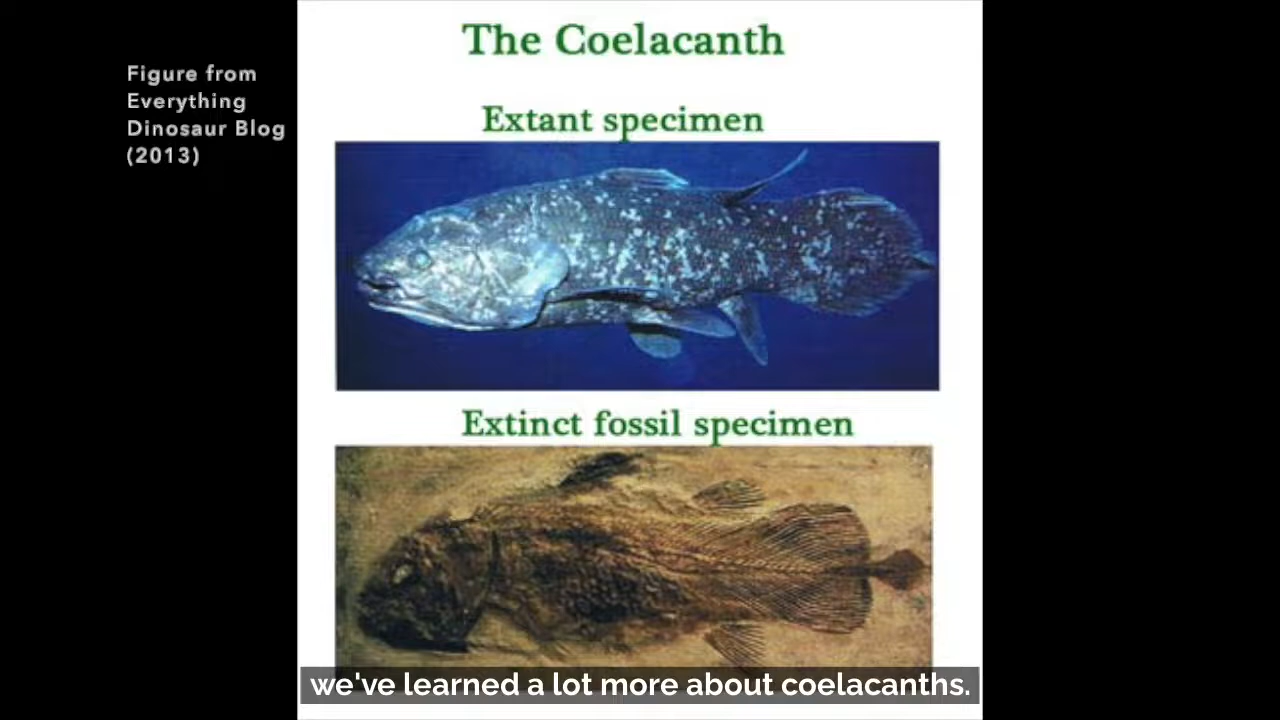 Figure from
Everything
Dinosaur Blog
(2013)
The Coelacanth
Extant specimen
Extinct fossil specimen
we've learned a lot more about coelacanths.